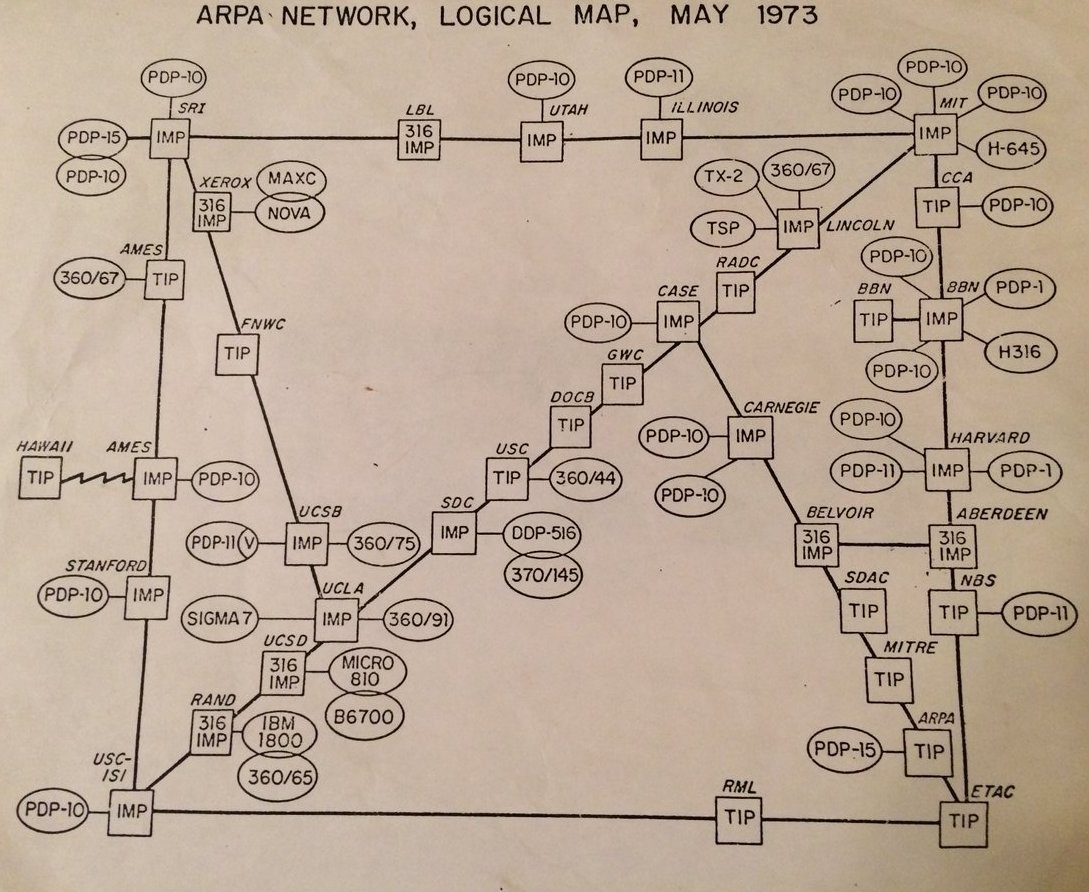 ARPA NETWORK, LOGICAL MAP, MAY 1973
PDP-10
SRI
IMP
PDP-15
PDP-10
LBL
316
IMP
PDP-10
UTAH
IMP
PDP-11
ILLINOIS
IMP
PDP-10
PDP-10
PDP-10
MIT
IMP
H-645
XEROX
316
IMP
MAXC
NOVA
TX-2
360/67
TSP
IMP
LINCOLN
CCA
TIP
PDP-10
AMES
360/67
TIP
RADC
TIP
PDP-10
BBN
TIP
BBN
IMP
PDP-1
H316
PDP-10
CASE
PDP-10
IMP
FNWC
TIP
GWC
TIP
DOCB
TIP
CARNEGIE
PDP-10
IMP
PDP-10
PDP-10
HARVARD
PDP-11
IMP
PDP-1
HAWAII
TIP
AMES
IMP
PDP-10
USC
TIP
360/44
UCSB
PDP-11
V
IMP
360/75
SDC
IMP
DDP-516
370/145
BELVOIR
316
IMP
ABERDEEN
316
IMP
STANFORD
PDP-10
IMP
UCLA
SIGMA 7
IMP
360/91
SDAC
TIP
NBS
TIP
PDP-11
UCSD
316
IMP
MICRO
810
B6700
MITRE
TIP
RAND
316
IMP
IBM
1800
360/65
ARPA
PDP-15
TIP
USC-
ISI
PDP-10
IMP
RML
TIP
ETAC
TIP